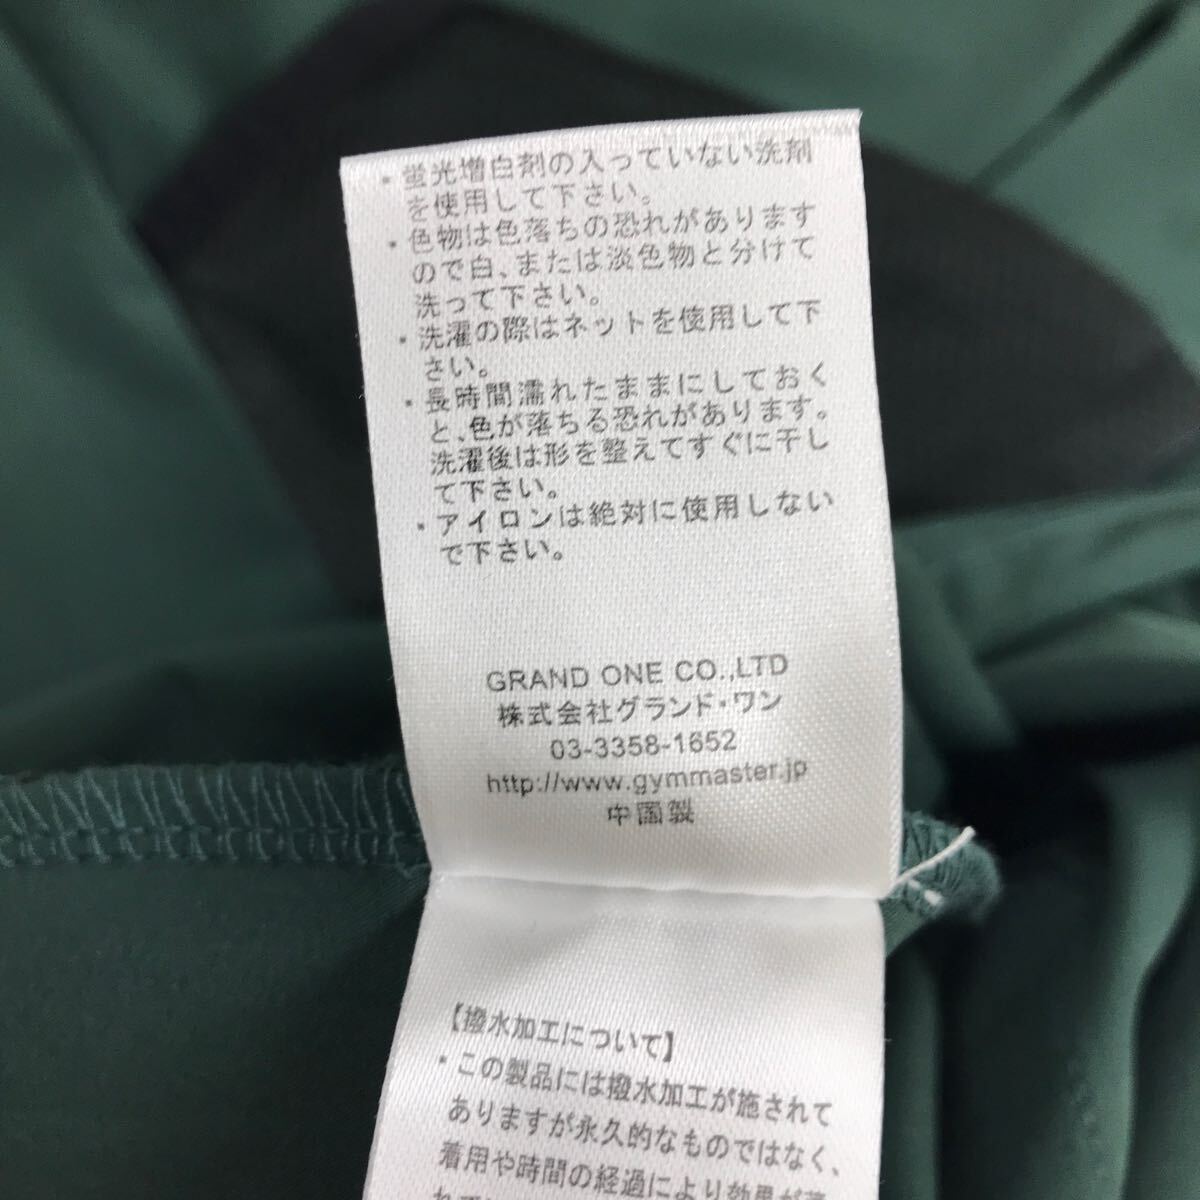 ・蛍光増白剤の入っていない洗剤
を使用して下さい。
・色物は色落ちの恐れがあります
ので白、または淡色物と分けて
洗って下さい。
・洗濯の際はネットを使用して下
さい。
・長時間濡れたままにしておく
と、色が落ちる恐れがあります。
洗濯後は形を整えてすぐに干し
て下さい。
・アイロンは絶対に使用しない
で下さい。
GRAND ONE CO.,LTD
株式会社グランド・ワン
03-3358-1652
http://www.gymmaster.jp
中国製
【撥水加工について】
・この製品には撥水加工が施されて
ありますが永久的なものではなく、
着用や時間の経過により効果が